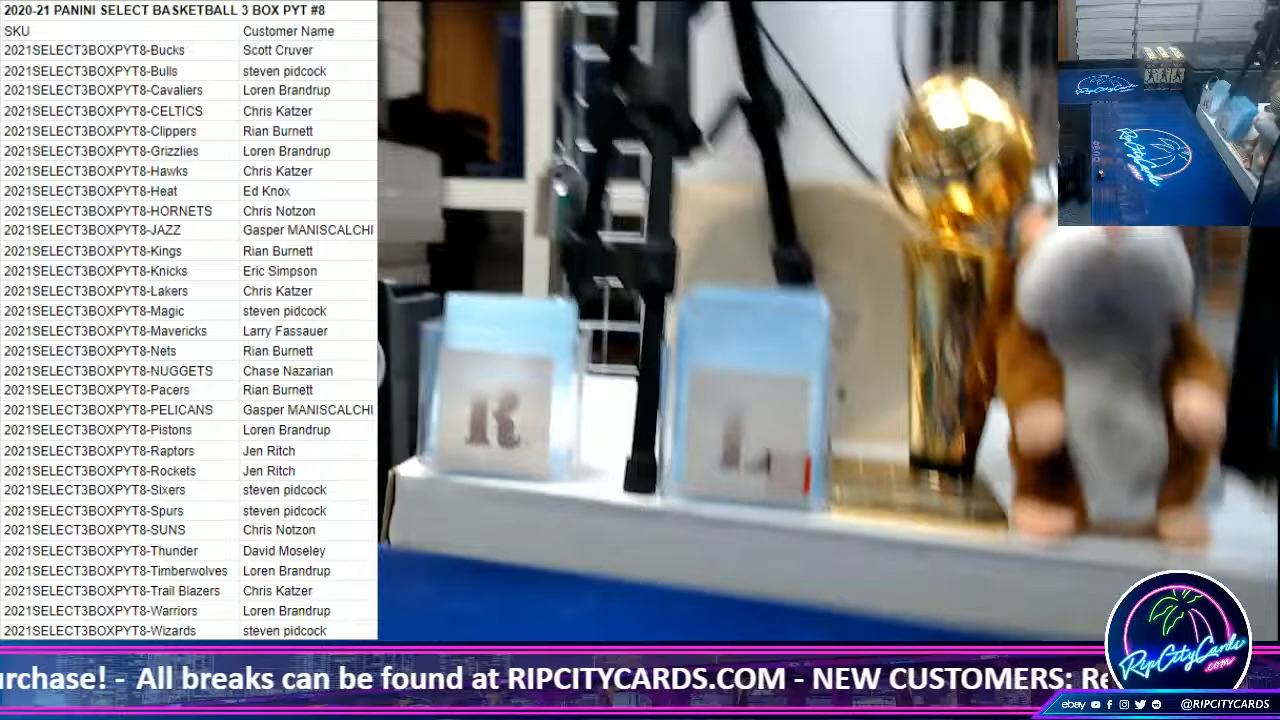 2020-21 PANINI SELECT BASKETBALL 3 BOX PYT #8
SKU Customer Name
2021SELECT3BOXPYT8-Bucks Scott Cruver
2021SELECT3BOXPYT8-Bulls steven pidcock
2021SELECT3BOXPYT8-Cavaliers Loren Brandrup
2021SELECT3BOXPYT8-CELTICS Chris Katzer
2021SELECT3BOXPYT8-Clippers Rian Burnett
2021SELECT3BOXPYT8-Grizzlies Loren Brandrup
2021SELECT3BOXPYT8-Hawks Chris Katzer
2021SELECT3BOXPYT8-Heat Ed Knox
2021SELECT3BOXPYT8-HORNETS Chris Notzon
2021SELECT3BOXPYT8-JAZZ Gasper MANISCALCHI
2021SELECT3BOXPYT8-Kings Rian Burnett
2021SELECT3BOXPYT8-Knicks Eric Simpson
2021SELECT3BOXPYT8-Lakers Chris Katzer
2021SELECT3BOXPYT8-Magic steven pidcock
2021SELECT3BOXPYT8-Mavericks Larry Fassauer
2021SELECT3BOXPYT8-Nets Rian Burnett
2021SELECT3BOXPYT8-NUGGETS Chase Nazarian
2021SELECT3BOXPYT8-Pacers Rian Burnett
2021SELECT3BOXPYT8-PELICANS Gasper MANISCALCHI
2021SELECT3BOXPYT8-Pistons Loren Brandrup
2021SELECT3BOXPYT8-Raptors Jen Ritch
2021SELECT3BOXPYT8-Rockets Jen Ritch
2021SELECT3BOXPYT8-Sixers steven pidcock
2021SELECT3BOXPYT8-Spurs steven pidcock
2021SELECT3BOXPYT8-SUNS Chris Notzon
2021SELECT3BOXPYT8-Thunder David Moseley
2021SELECT3BOXPYT8-Timberwolves Loren Brandrup
2021SELECT3BOXPYT8-Trail Blazers Chris Katzer
2021SELECT3BOXPYT8-Warriors Loren Brandrup
2021SELECT3BOXPYT8-Wizards steven pidcock
R L
RipCityCards
.com
urchase! - All breaks can be found at RIPCITYCARDS.COM - NEW CUSTOMERS: Re
ebay @RIPCITYCARDS